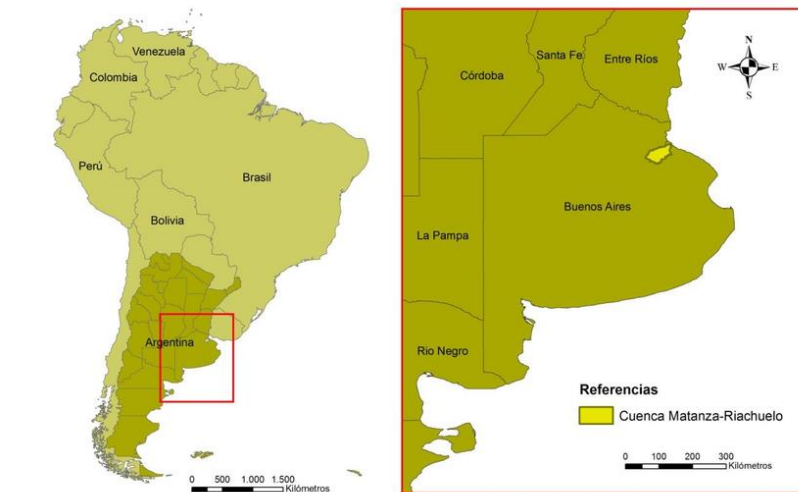 Venezuela
Colombia
Perú
Brasil
Bolivia
Argentina
0 500 1.000 1.500
Kilómetros
Córdoba
Santa Fe
Entre Ríos
N
W E
S
Buenos Aires
La Pampa
Rio Negro
Referencias
Cuenca Matanza-Riachuelo
0 100 200 300
Kilómetros